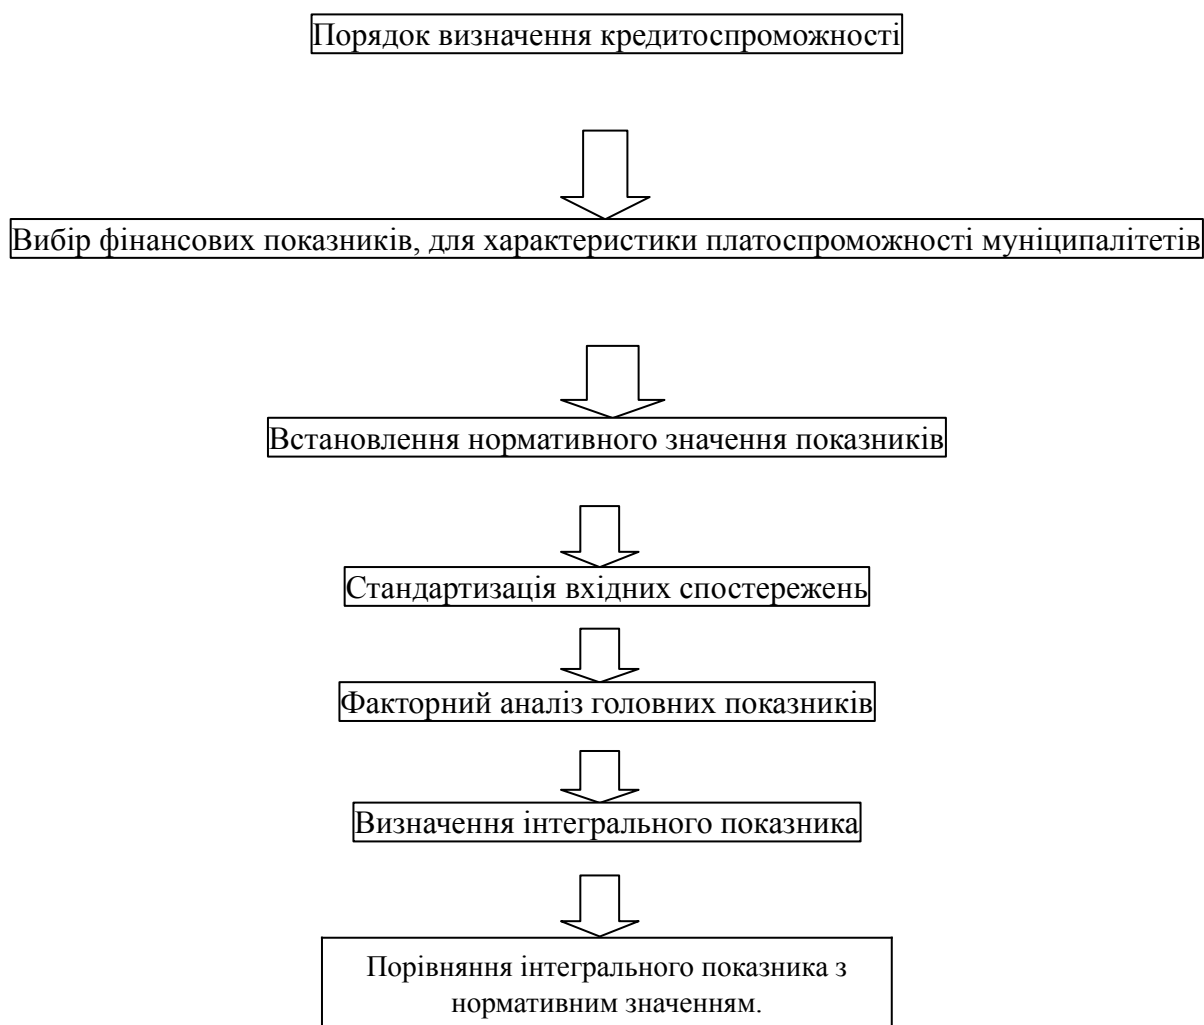 Порядок визначення кредитоспроможності
Вибір фінансових показників, для характеристики платоспроможності муніципалітетів
Встановлення нормативного значення показників
Стандартизація вхідних спостережень
Факторний аналіз головних показників
Визначення інтегрального показника
Порівняння інтегрального показника з
нормативним значенням.